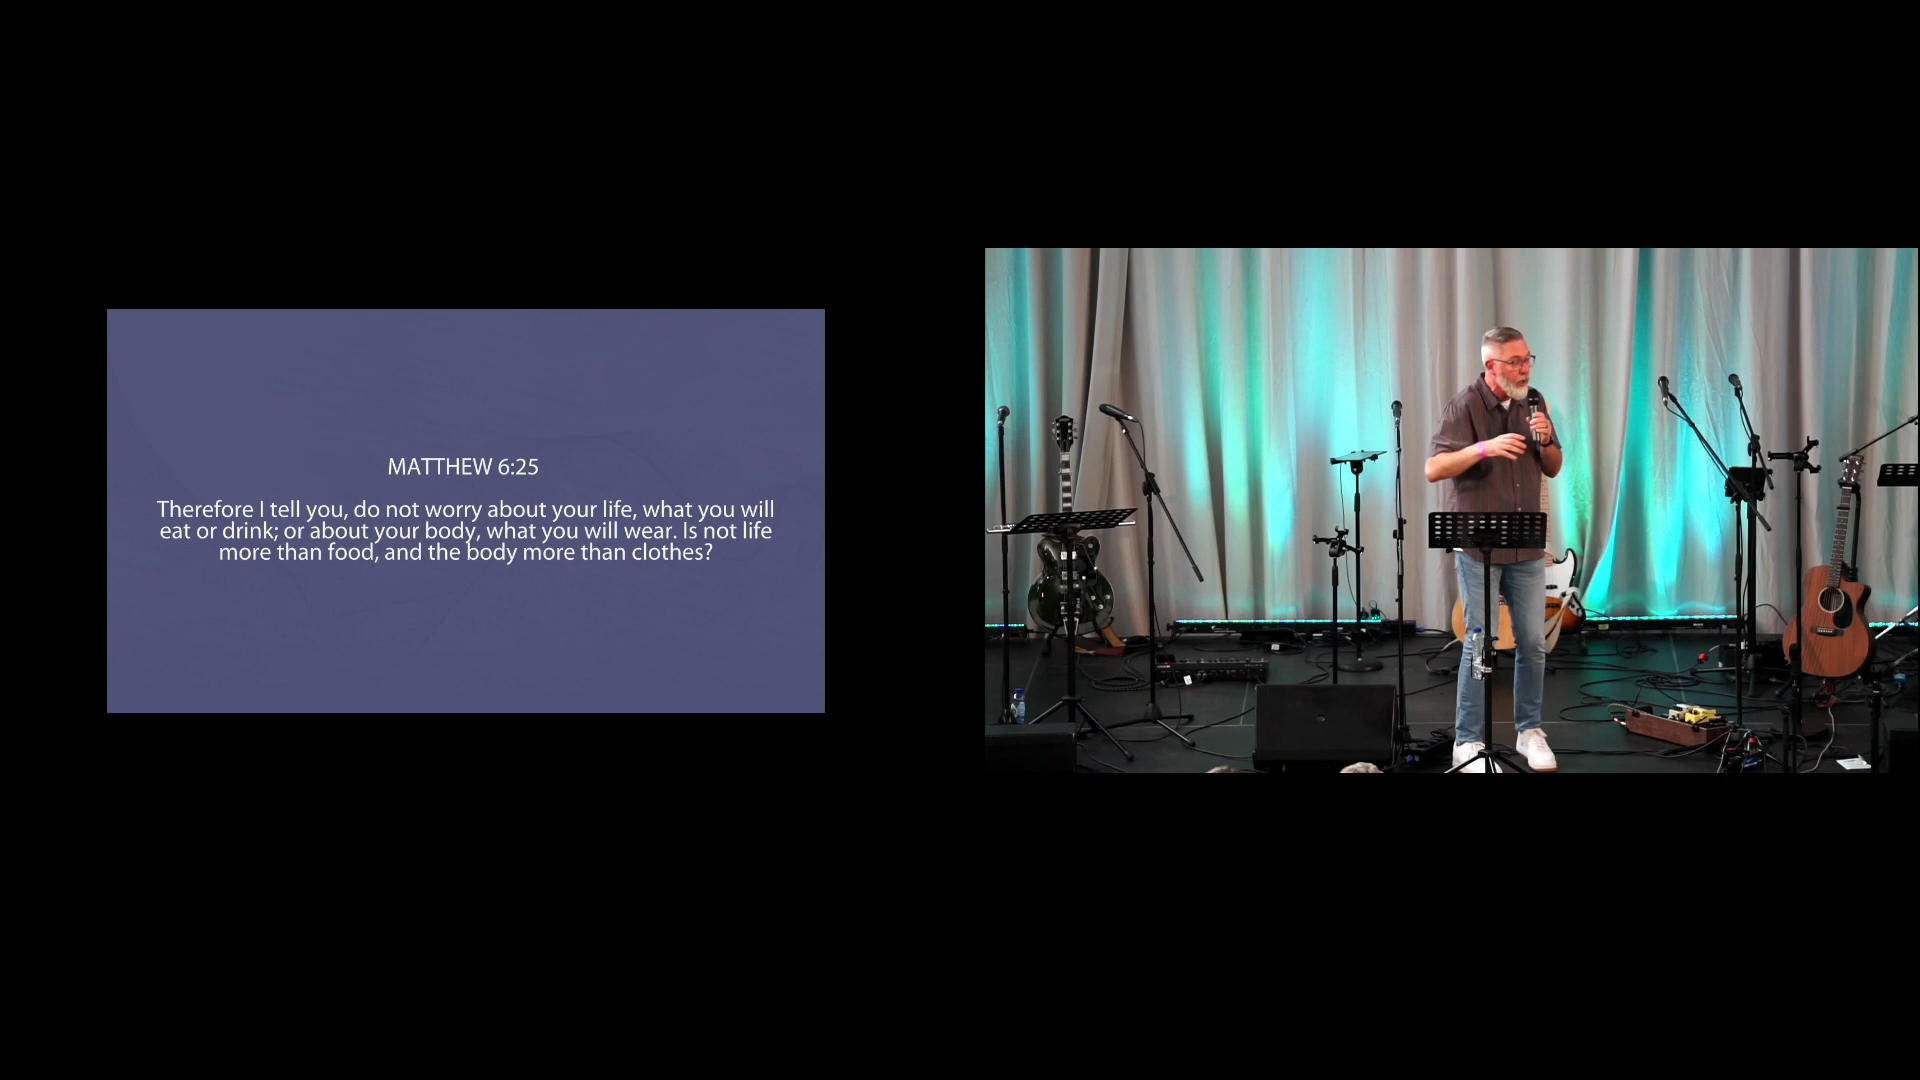 MATTHEW 6:25
Therefore I tell you, do not worry about your life, what you will
eat or drink; or about your body, what you will wear. Is not life
more than food, and the body more than clothes?